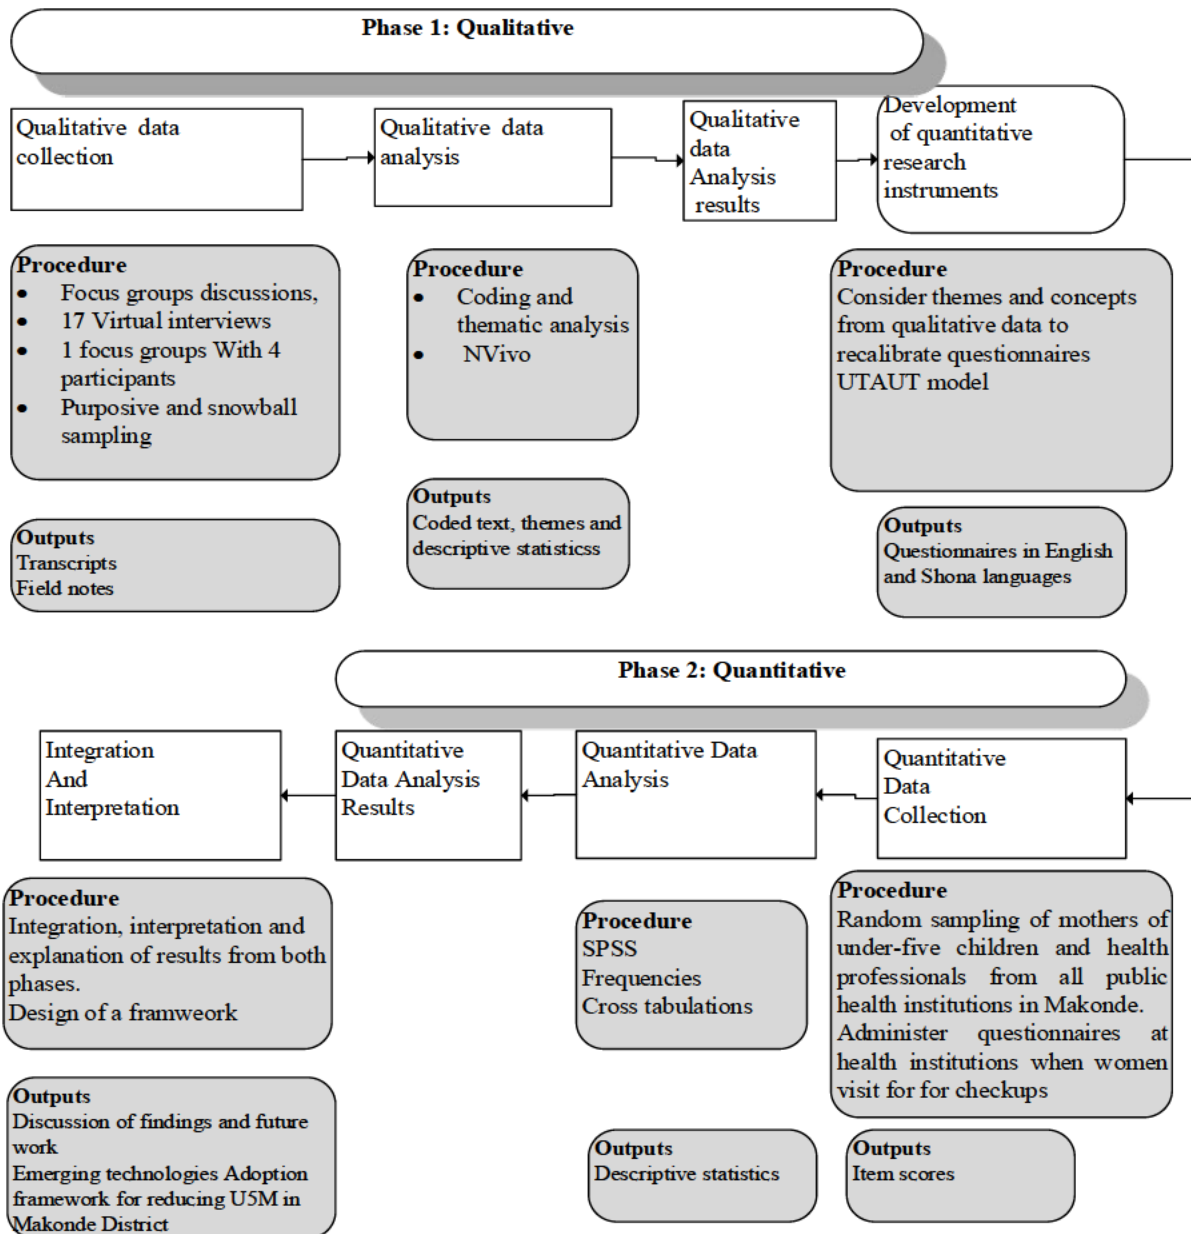 Phase 1: Qualitative
Qualitative data
collection
Qualitative data
analysis
Qualitative
data
Analysis
results
Development
of quantitative
research
instruments
Procedure
• Focus groups discussions,
• 17 Virtual interviews
• 1 focus groups With 4
participants
• Purposive and snowball
sampling
Procedure
• Coding and
thematic analysis
• NVivo
Procedure
Consider themes and concepts
from qualitative data to
recalibrate questionnaires
UTAUT model
Outputs
Transcripts
Field notes
Outputs
Coded text, themes and
descriptive statisticss
Outputs
Questionnaires in English
and Shona languages
Phase 2: Quantitative
Integration
And
Interpretation
Quantitative
Data Analysis
Results
Quantitative Data
Analysis
Quantitative
Data
Collection
Procedure
Integration, interpretation and
explanation of results from both
phases.
Design of a framweork
Procedure
SPSS
Frequencies
Cross tabulations
Procedure
Random sampling of mothers of
under-five children and health
professionals from all public
health institutions in Makonde.
Administer questionnaires at
health institutions when women
visit for for checkups
Outputs
Discussion of findings and future
work
Emerging technologies Adoption
framework for reducing U5M in
Makonde District
Outputs
Descriptive statistics
Outputs
Item scores